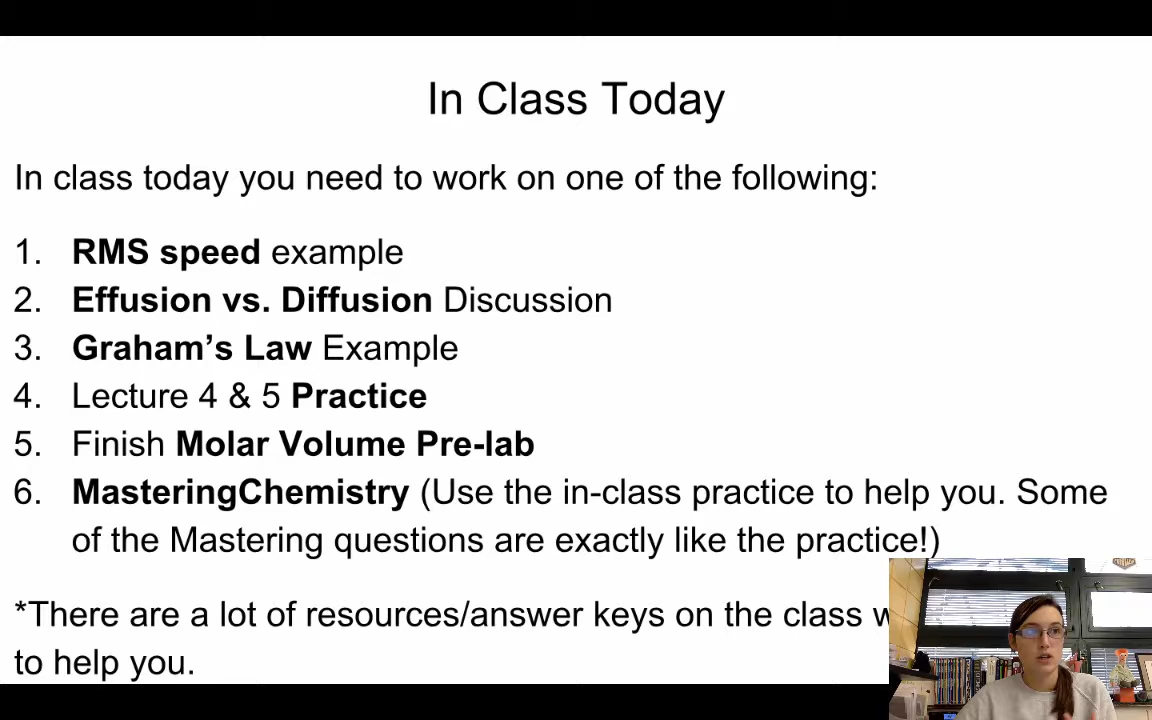 In Class Today
In class today you need to work on one of the following:
1. RMS speed example
2. Effusion vs. Diffusion Discussion
3. Graham’s Law Example
4. Lecture 4 & 5 Practice
5. Finish Molar Volume Pre-lab
6. MasteringChemistry (Use the in-class practice to help you. Some
of the Mastering questions are exactly like the practice!)
*There are a lot of resources/answer keys on the class
to help you.